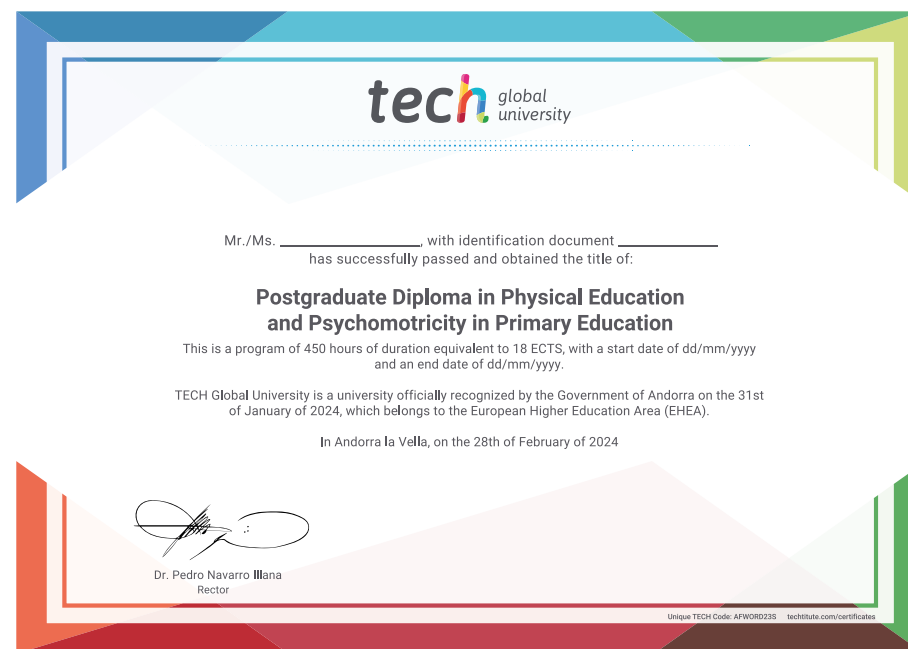 tech global university
Mr./Ms. ____________, with identification document ____________
has successfully passed and obtained the title of:
Postgraduate Diploma in Physical Education
and Psychomotricity in Primary Education
This is a program of 450 hours of duration equivalent to 18 ECTS, with a start date of dd/mm/yyyy
and an end date of dd/mm/yyyy.
TECH Global University is a university officially recognized by the Government of Andorra on the 31st
of January of 2024, which belongs to the European Higher Education Area (EHEA).
In Andorra la Vella, on the 28th of February of 2024
Dr. Pedro Navarro Illana
Rector
Unique TECH Code: AFWORD23S techtitute.com/certificates